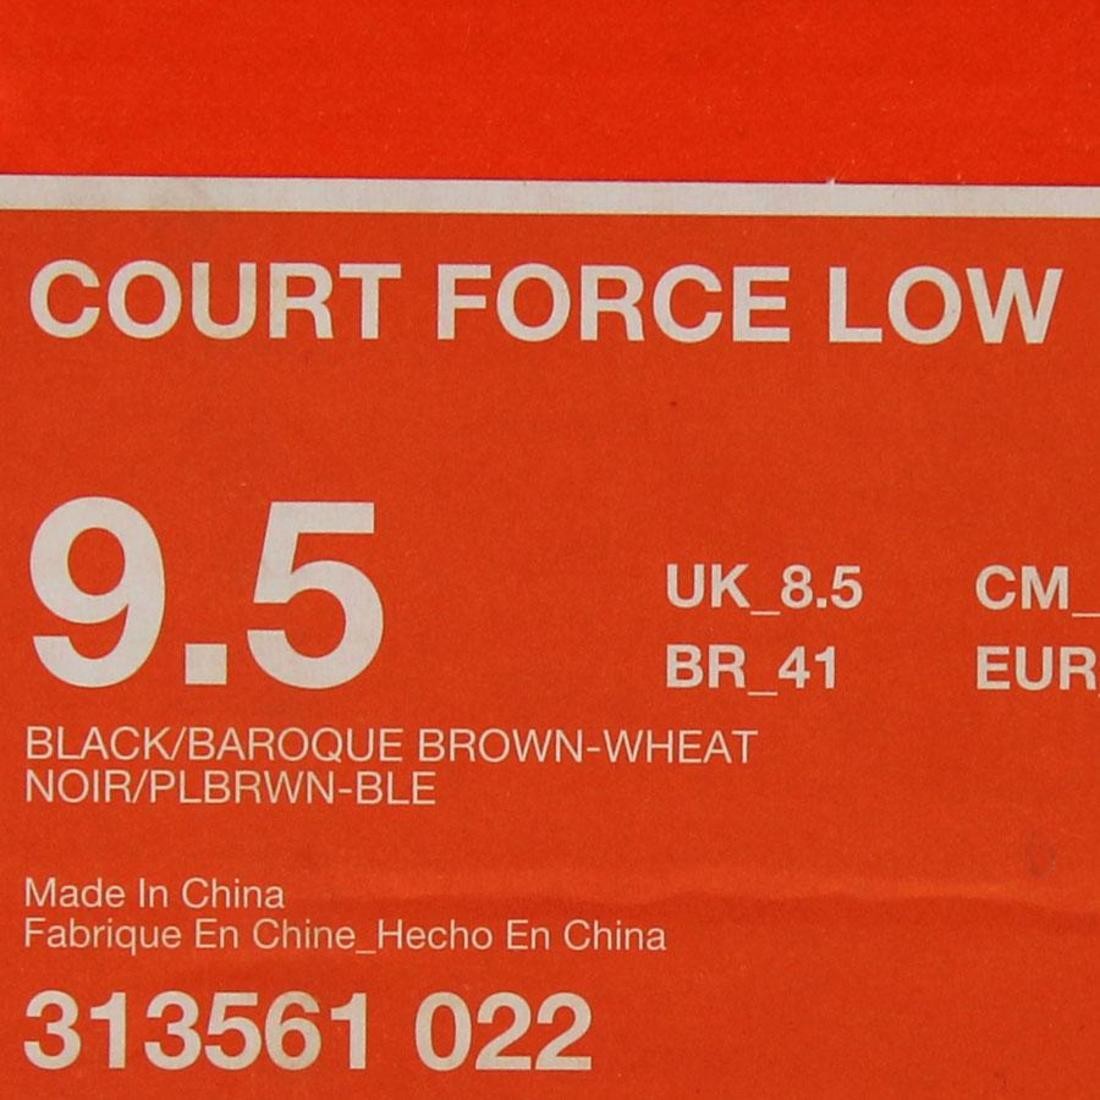 COURT FORCE LOW
9.5
UK_8.5 CM_
BR_41 EUR_
BLACK/BAROQUE BROWN-WHEAT
NOIR/PLBRWN-BLE
Made In China
Fabrique En Chine_Hecho En China
313561 022